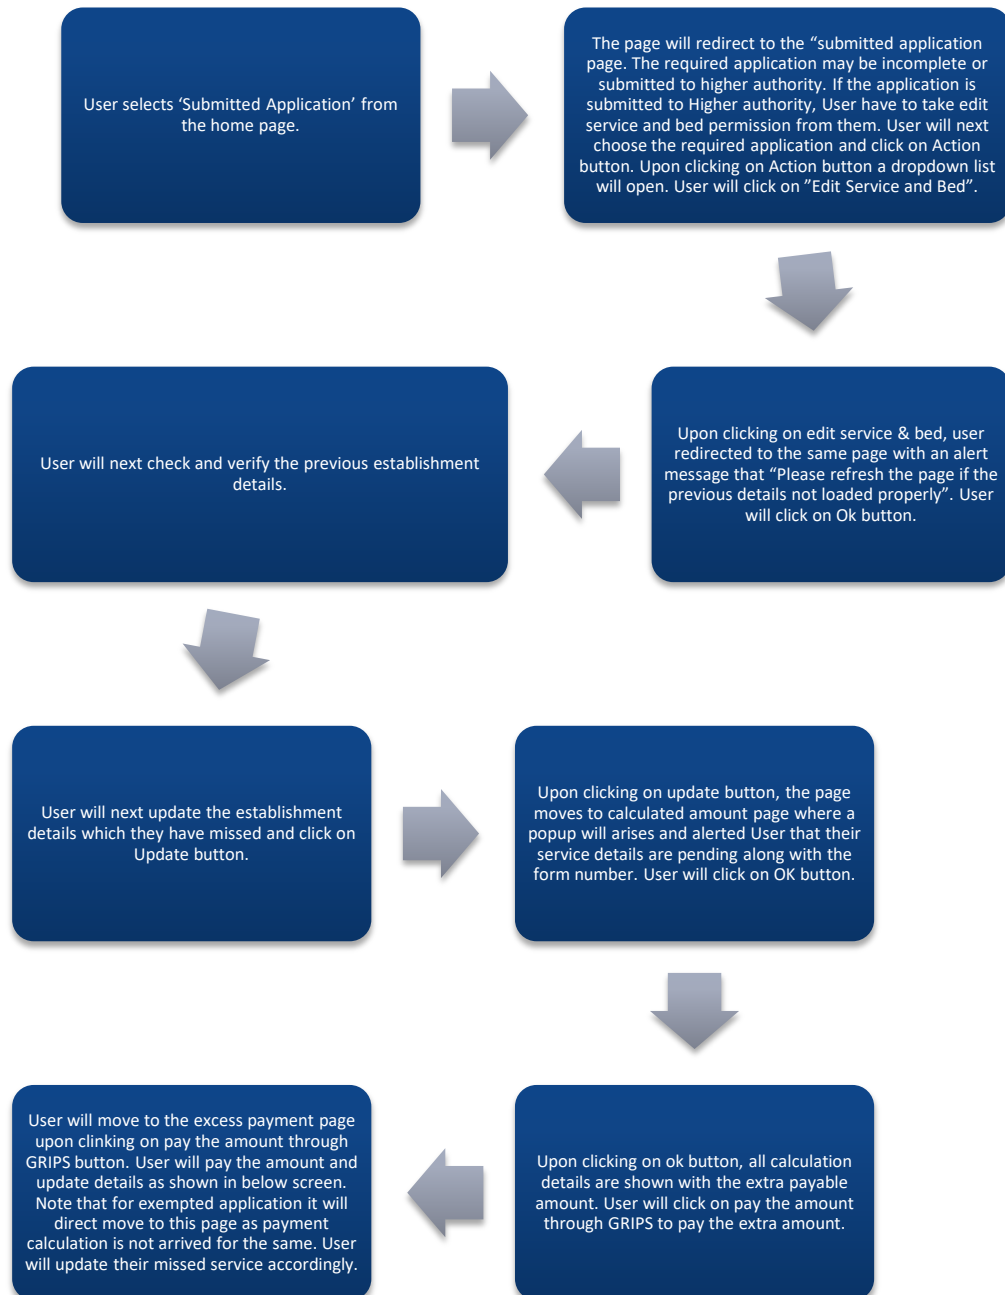 User selects ‘Submitted Application’ from
the home page.
The page will redirect to the “submitted application
page. The required application may be incomplete or
submitted to higher authority. If the application is
submitted to Higher authority, User have to take edit
service and bed permission from them. User will next
choose the required application and click on Action
button. Upon clicking on Action button a dropdown list
will open. User will click on ”Edit Service and Bed”.
Upon clicking on edit service & bed, user
redirected to the same page with an alert
message that “Please refresh the page if the
previous details not loaded properly”. User
will click on Ok button.
User will next check and verify the previous establishment
details.
User will next update the establishment
details which they have missed and click on
Update button.
Upon clicking on update button, the page
moves to calculated amount page where a
popup will arises and alerted User that their
service details are pending along with the
form number. User will click on OK button.
Upon clicking on ok button, all calculation
details are shown with the extra payable
amount. User will click on pay the amount
through GRIPS to pay the extra amount.
User will move to the excess payment page
upon clinking on pay the amount through
GRIPS button. User will pay the amount and
update details as shown in below screen.
Note that for exempted application it will
direct move to this page as payment
calculation is not arrived for the same. User
will update their missed service accordingly.